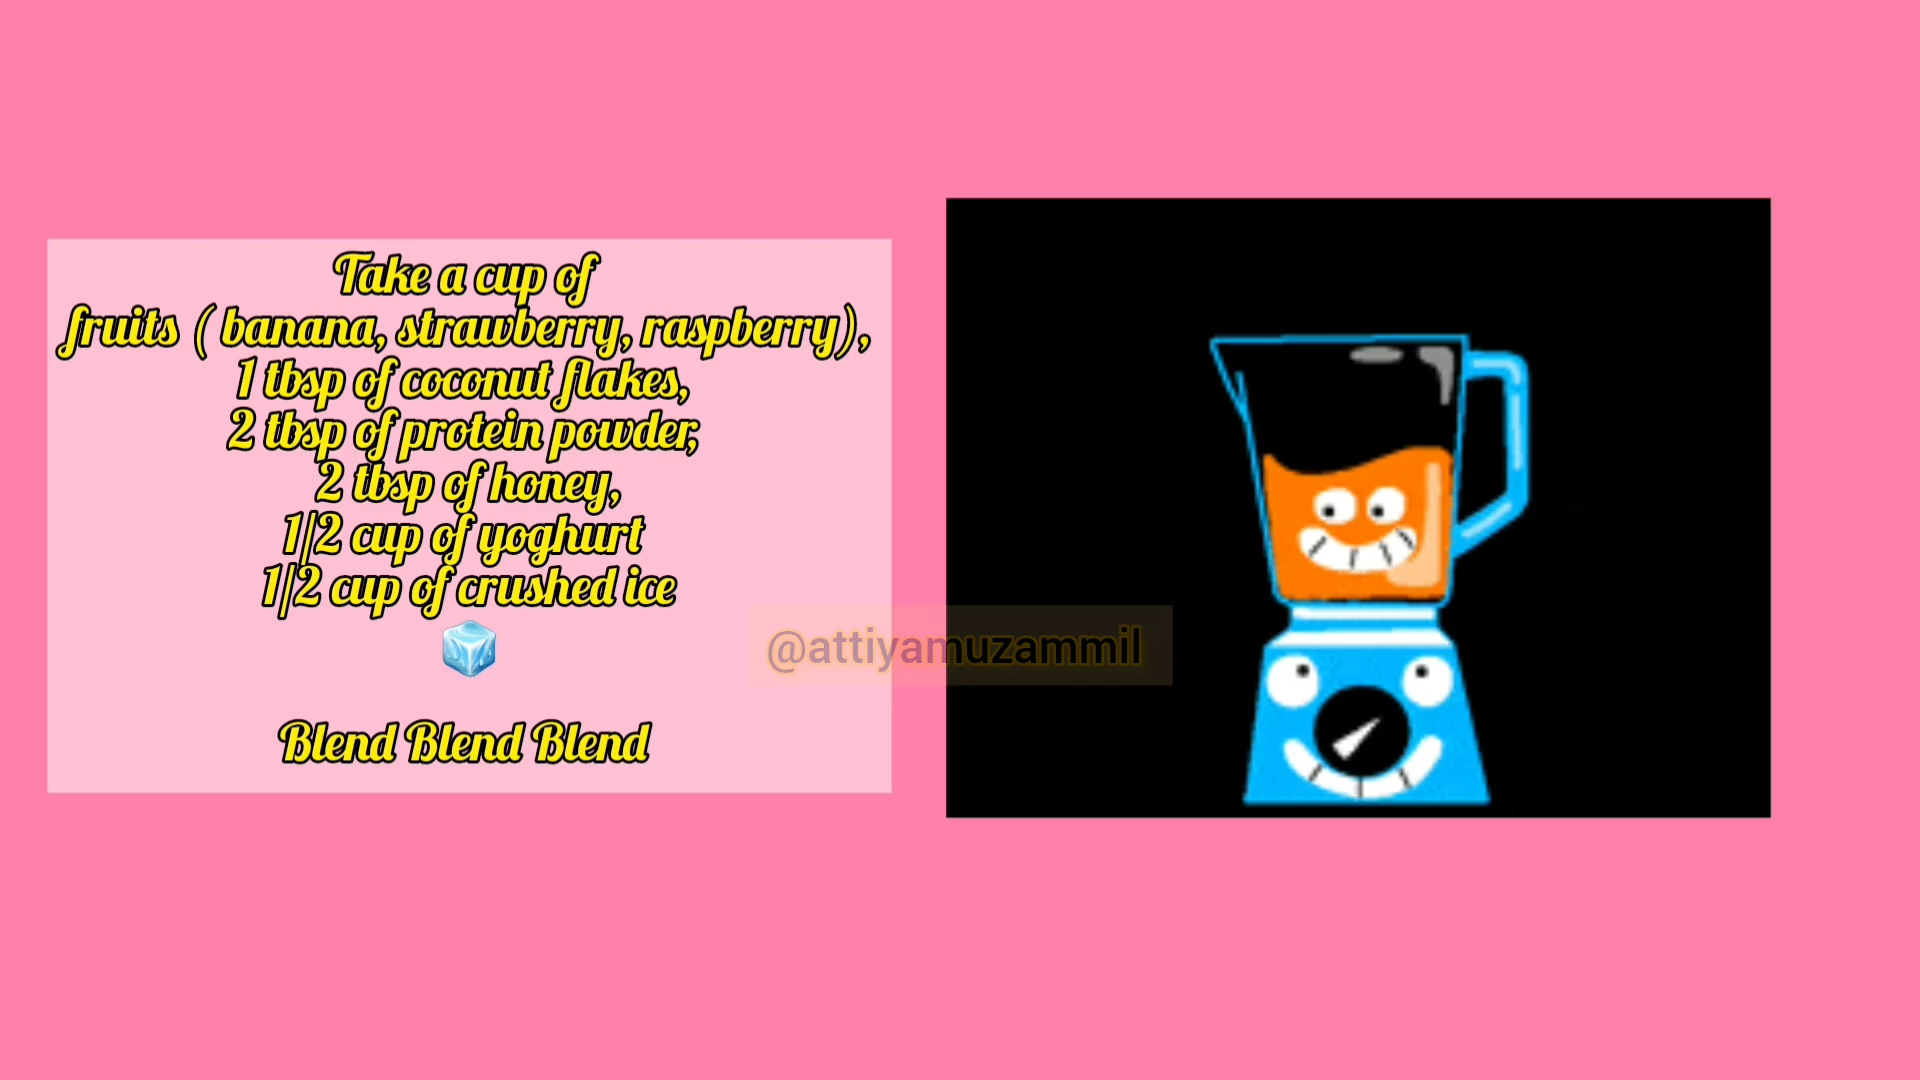 Take a cup of
fruits ( banana, strawberry, raspberry),
1 tbsp of coconut flakes,
2 tbsp of protein powder,
2 tbsp of honey,
1/2 cup of yoghurt
1/2 cup of crushed ice
Blend Blend Blend
@attiyamuzammil